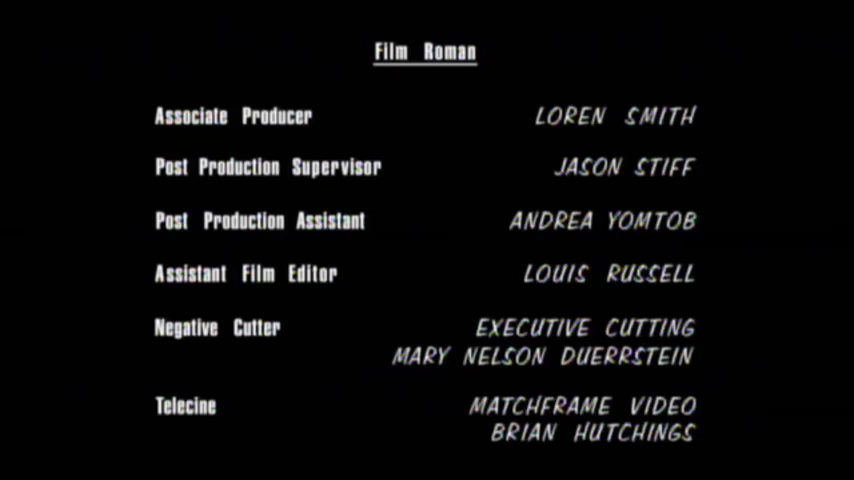 Film Roman
Associate Producer LOREN SMITH
Post Production Supervisor JASON STIFF
Post Production Assistant ANDREA YOMTOB
Assistant Film Editor LOUIS RUSSELL
Negative Cutter EXECUTIVE CUTTING
MARY NELSON DUERRSTEIN
Telecine MATCHFRAME VIDEO
BRIAN HUTCHINGS